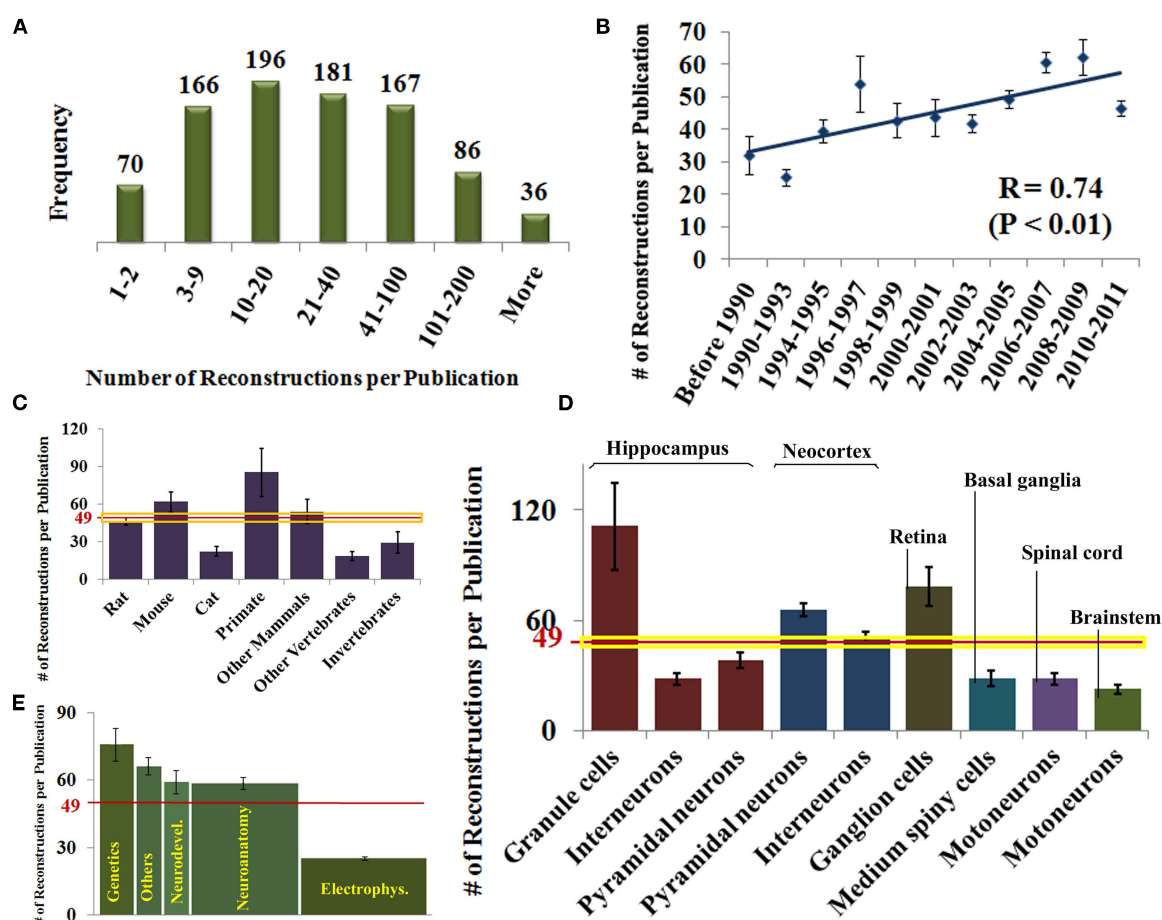 A
Frequency
70
166
196
181
167
86
36
1-2
3-9
10-20
21-40
41-100
101-200
More
Number of Reconstructions per Publication
B
# of Reconstructions per Publication
70
60
50
40
30
20
10
0
R = 0.74
(P < 0.01)
Before 1990
1990-1993
1994-1995
1996-1997
1998-1999
2000-2001
2002-2003
2004-2005
2006-2007
2008-2009
2010-2011
C
# of Reconstructions per Publication
120
90
60
49
30
0
Rat
Mouse
Cat
Primate
Other Mammals
Other Vertebrates
Invertebrates
D
# of Reconstructions per Publication
120
60
49
0
Hippocampus
Neocortex
Retina
Basal ganglia
Spinal cord
Brainstem
Granule cells
Interneurons
Pyramidal neurons
Pyramidal neurons
Interneurons
Ganglion cells
Medium spiny cells
Motoneurons
Motoneurons
E
# of Reconstructions per Publication
90
60
49
30
0
Genetics
Others
Neurodevel.
Neuroanatomy
Electrophys.